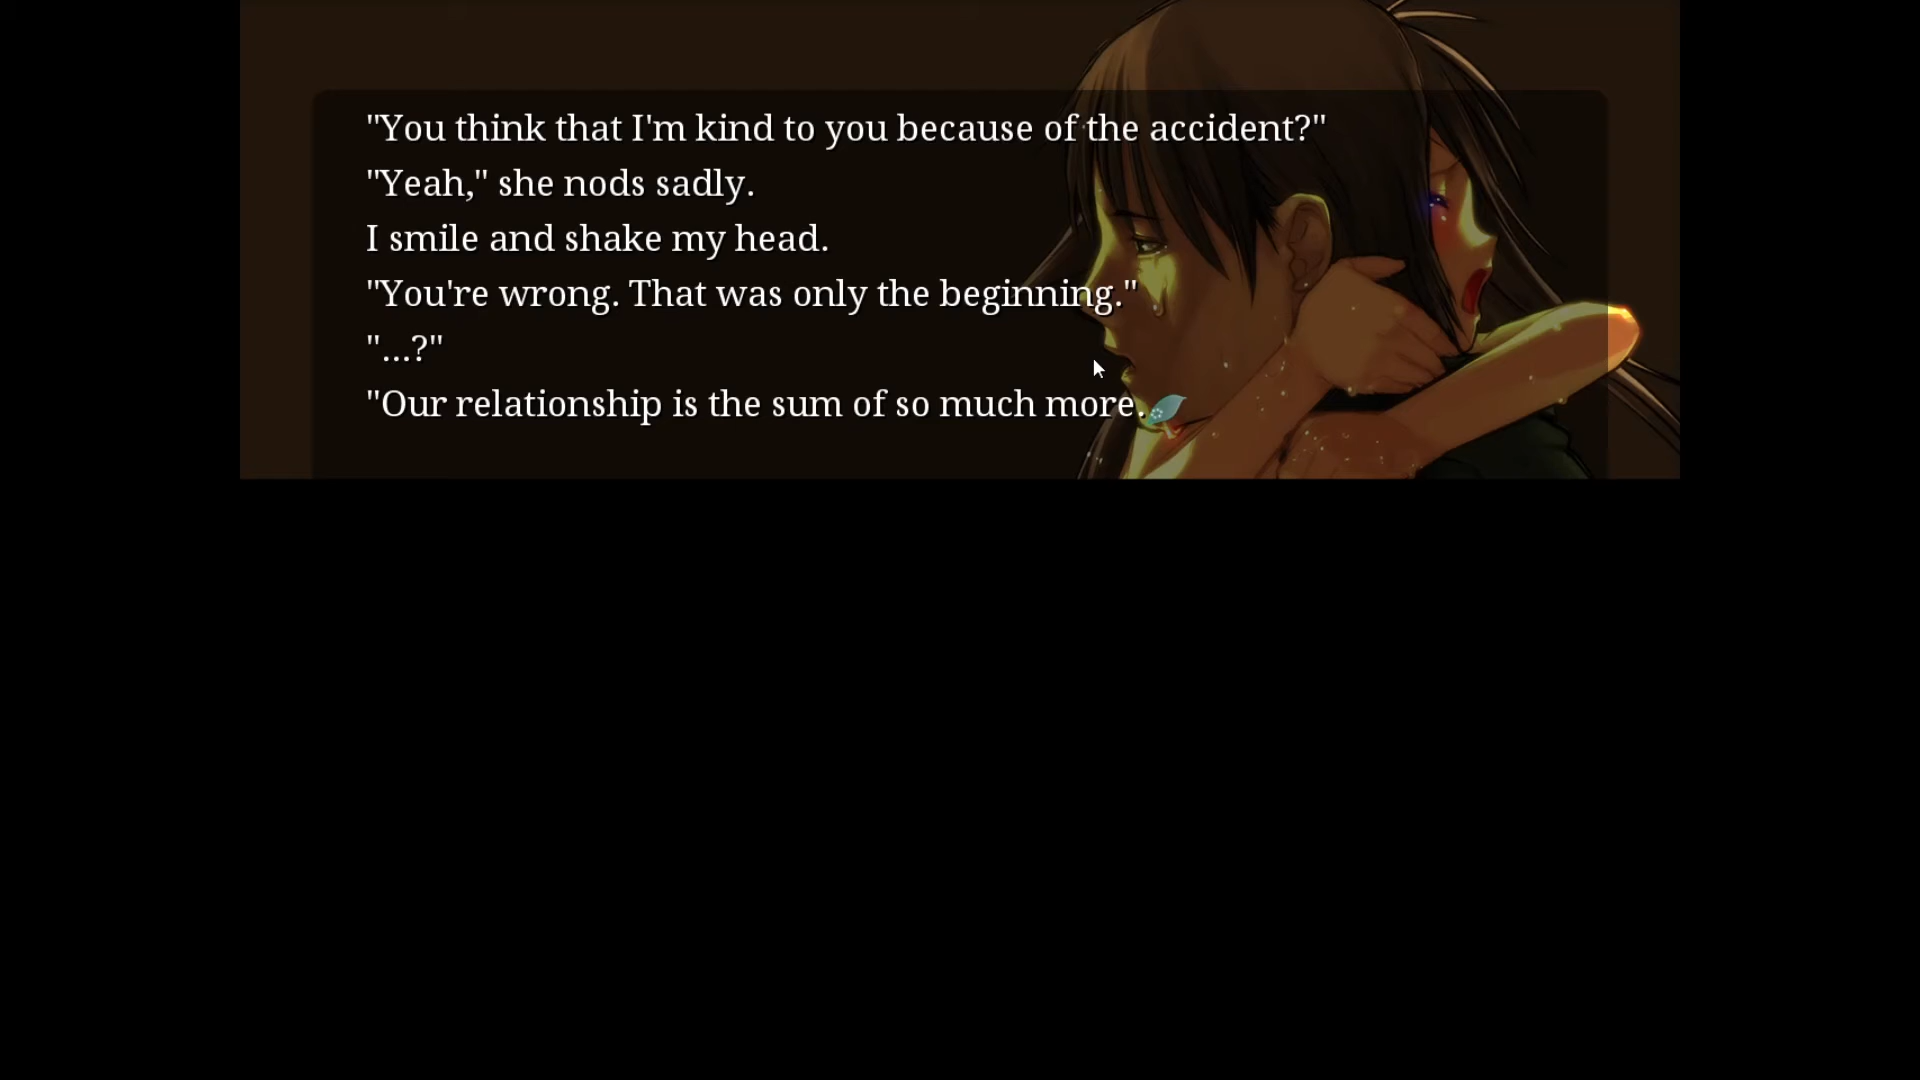 "You think that I'm kind to you because of the accident?"
"Yeah," she nods sadly.
I smile and shake my head.
"You're wrong. That was only the beginning."
"...?"
"Our relationship is the sum of so much more.